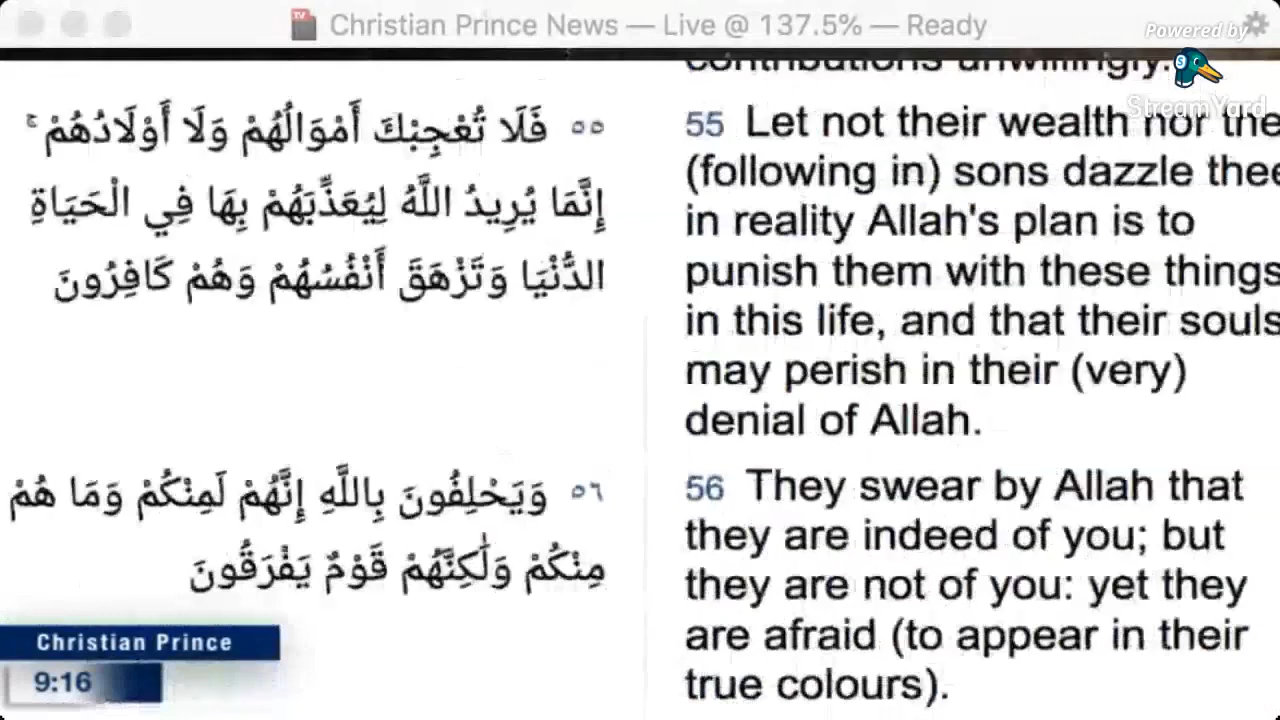 Christian Prince News — Live @ 137.5% — Ready
Powered by
StreamYard
contributions unwillingly.
٥٥ فَلَا تُعْجِبْكَ أَمْوَالُهُمْ وَلَا أَوْلَادُهُمْ ۚ
إِنَّمَا يُرِيدُ اللَّهُ لِيُعَذِّبَهُمْ بِهَا فِي الْحَيَاةِ
الدُّنْيَا وَتَزْهَقَ أَنْفُسُهُمْ وَهُمْ كَافِرُونَ
٥٦ وَيَحْلِفُونَ بِاللَّهِ إِنَّهُمْ لَمِنْكُمْ وَمَا هُمْ
مِنْكُمْ وَلَٰكِنَّهُمْ قَوْمٌ يَفْرَقُونَ
55 Let not their wealth nor the
(following in) sons dazzle thee
in reality Allah's plan is to
punish them with these things
in this life, and that their souls
may perish in their (very)
denial of Allah.
56 They swear by Allah that
they are indeed of you; but
they are not of you: yet they
are afraid (to appear in their
true colours).
Christian Prince
9:16